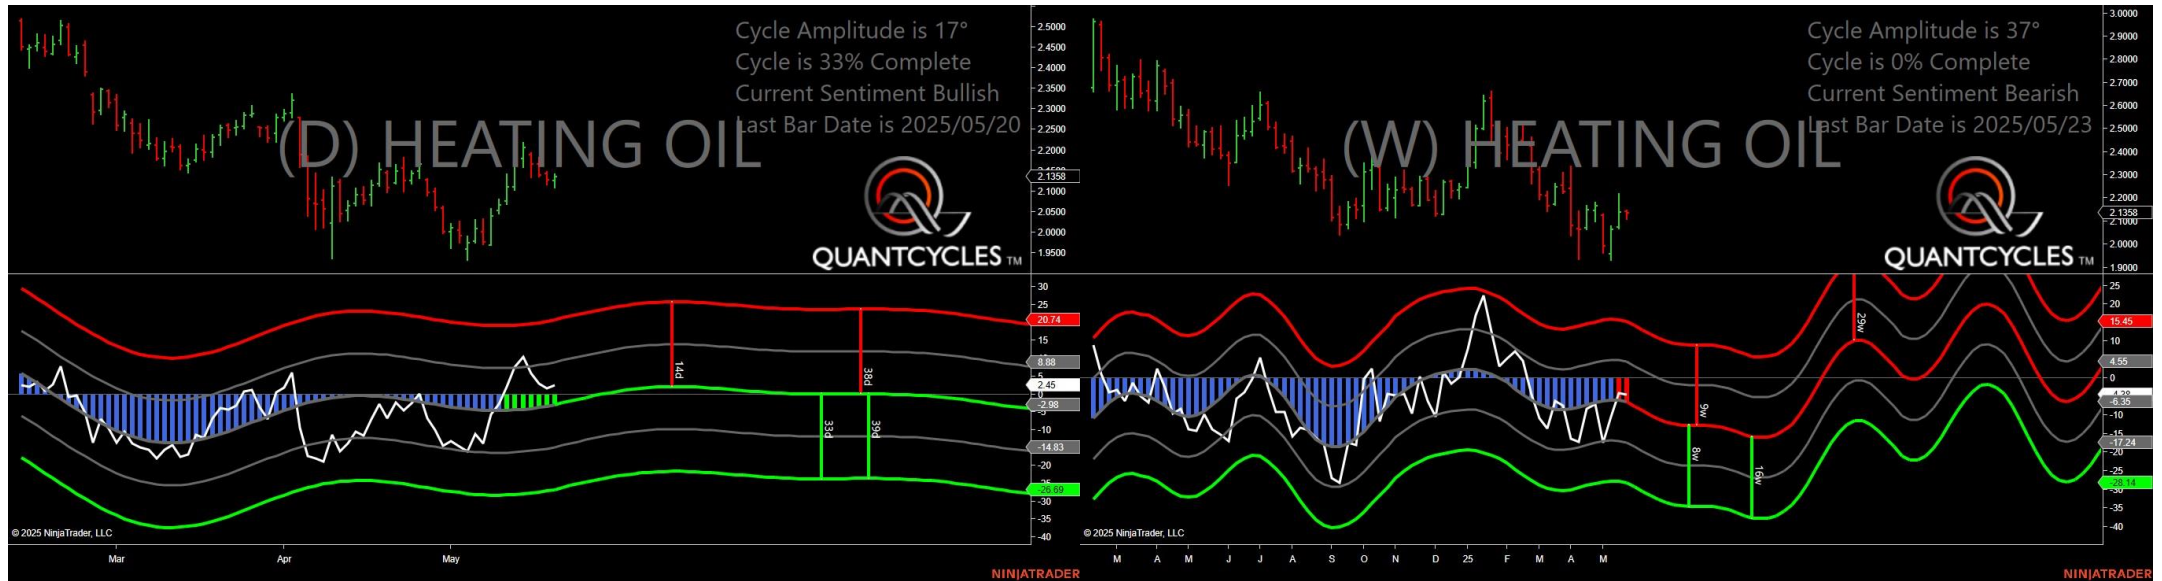 Cycle Amplitude is 17°
Cycle is 33% Complete
Current Sentiment Bullish
Last Bar Date is 2025/05/20
(D) HEATING OIL
QUANTCYCLES TM
2.5000
2.4500
2.4000
2.3500
2.3000
2.2500
2.2000
2.1358
2.1000
2.0500
2.0000
1.9500
30
25
20.74
15
8.88
5
2.45
0
-2.98
-5
-10
-14.83
-20
-26.69
-30
-35
-40
14d
38d
33d
39d
© 2025 NinjaTrader, LLC
Mar Apr May
NINJATRADER
Cycle Amplitude is 37°
Cycle is 0% Complete
Current Sentiment Bearish
Last Bar Date is 2025/05/23
(W) HEATING OIL
QUANTCYCLES TM
3.0000
2.9000
2.8000
2.7000
2.6000
2.5000
2.4000
2.3000
2.2000
2.1358
2.1000
2.0000
1.9000
25
20
15.45
10
4.55
0
-6.35
-10
-15
-17.24
-20
-25
-28.14
-30
-35
-40
29w
9w
8w
16w
© 2025 NinjaTrader, LLC
M A M J J A S O N D 25 F M A M
NINJATRADER